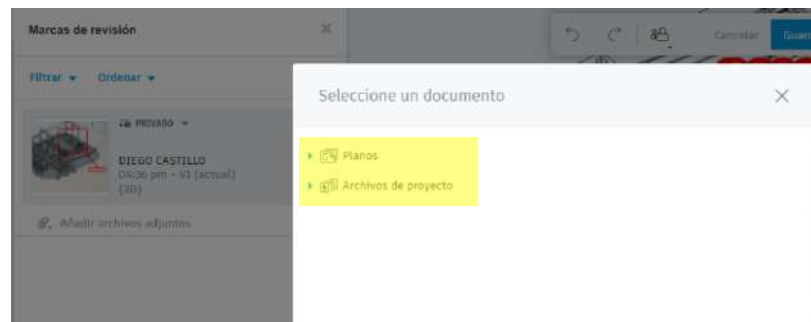 Marcas de revisión
Filtrar
Ordenar
PRIVADO
DIEGO CASTILLO
04:36 pm - V1 (actual)
(3D)
Añadir archivos adjuntos
Cancelar
Guar
Seleccione un documento
Planos
Archivos de proyecto